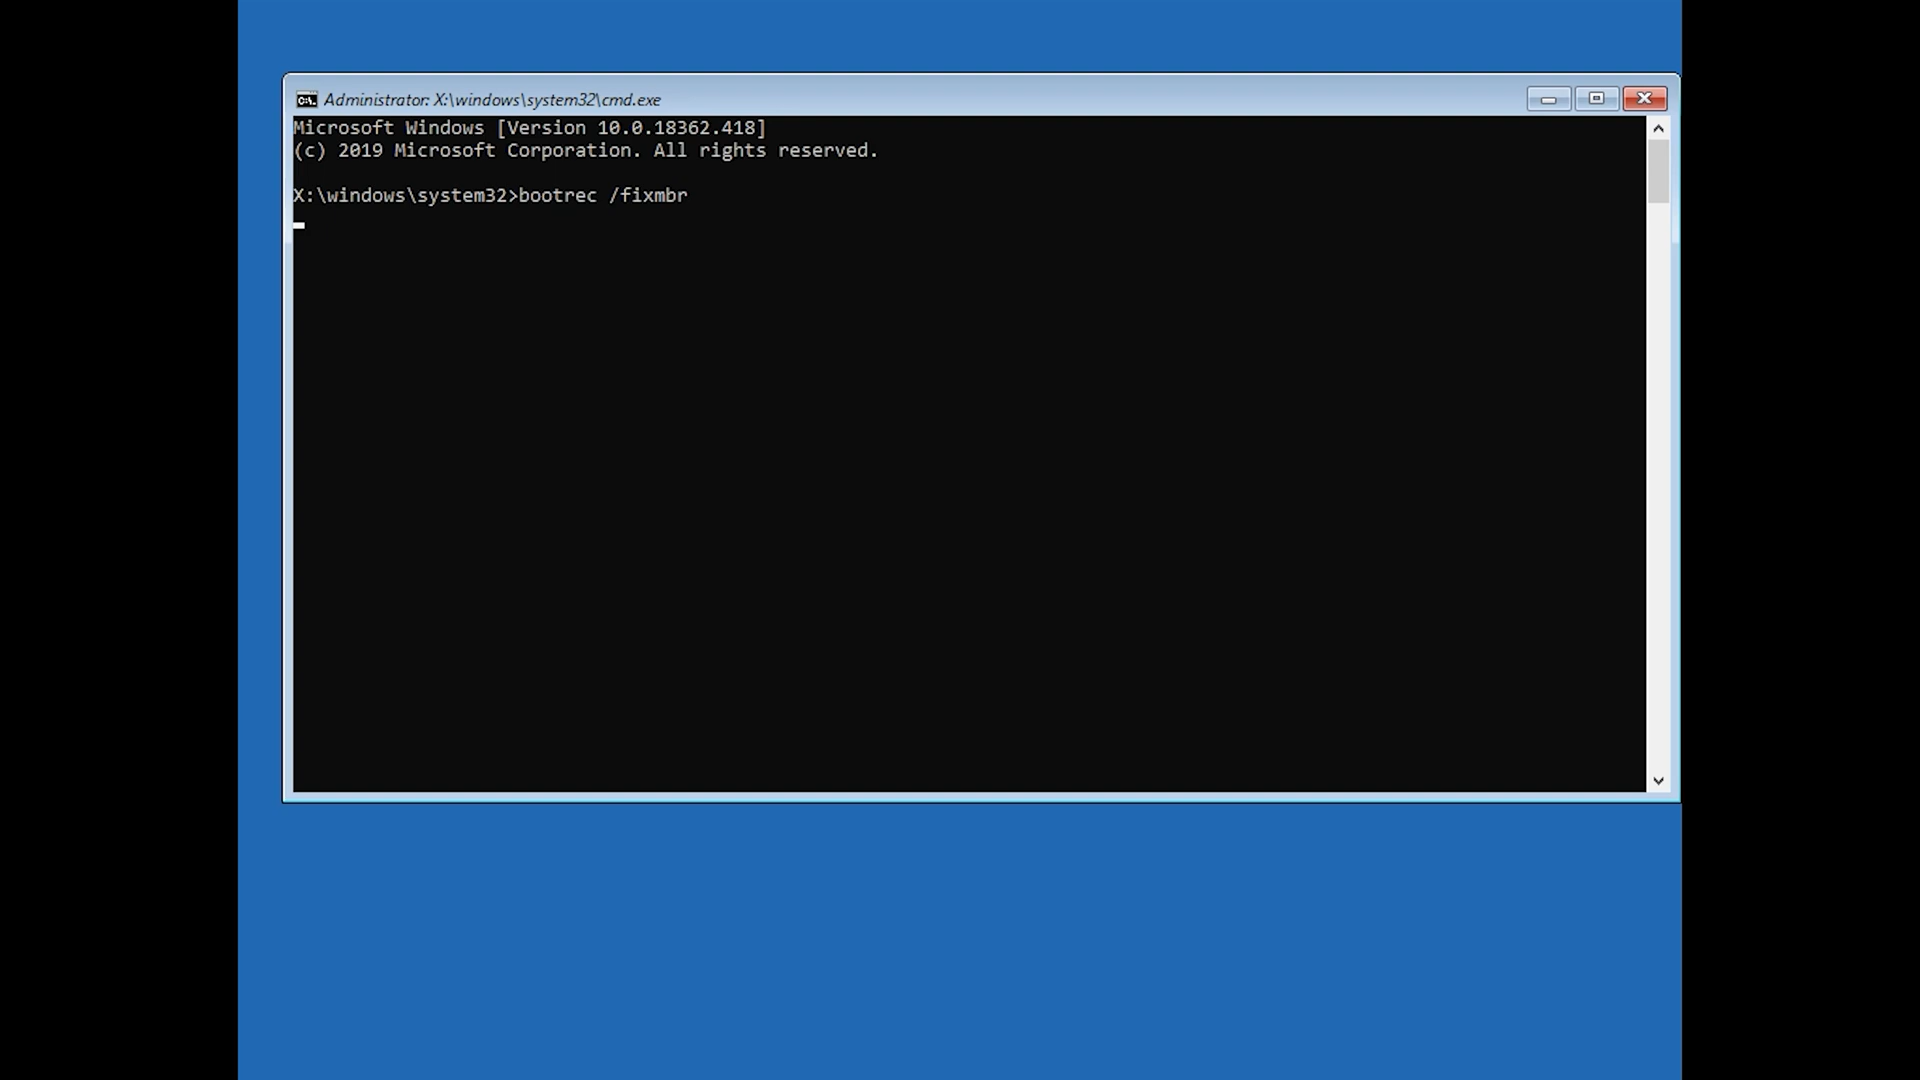 Administrator: X:\windows\system32\cmd.exe
Microsoft Windows [Version 10.0.18362.418]
(c) 2019 Microsoft Corporation. All rights reserved.
X:\windows\system32>bootrec /fixmbr